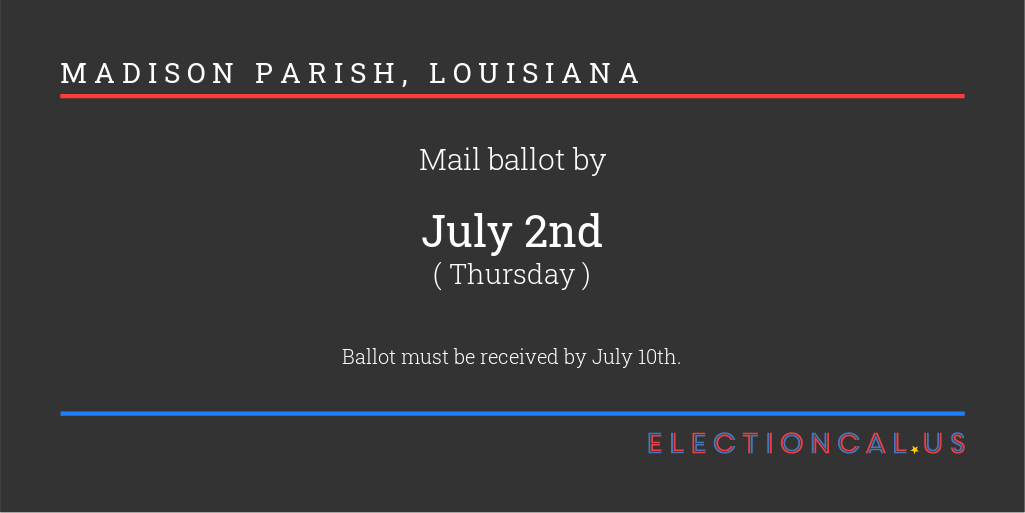 MADISON PARISH, LOUISIANA
Mail ballot by
July 2nd
( Thursday )
Ballot must be received by July 10th.
ELECTIONCAL.US